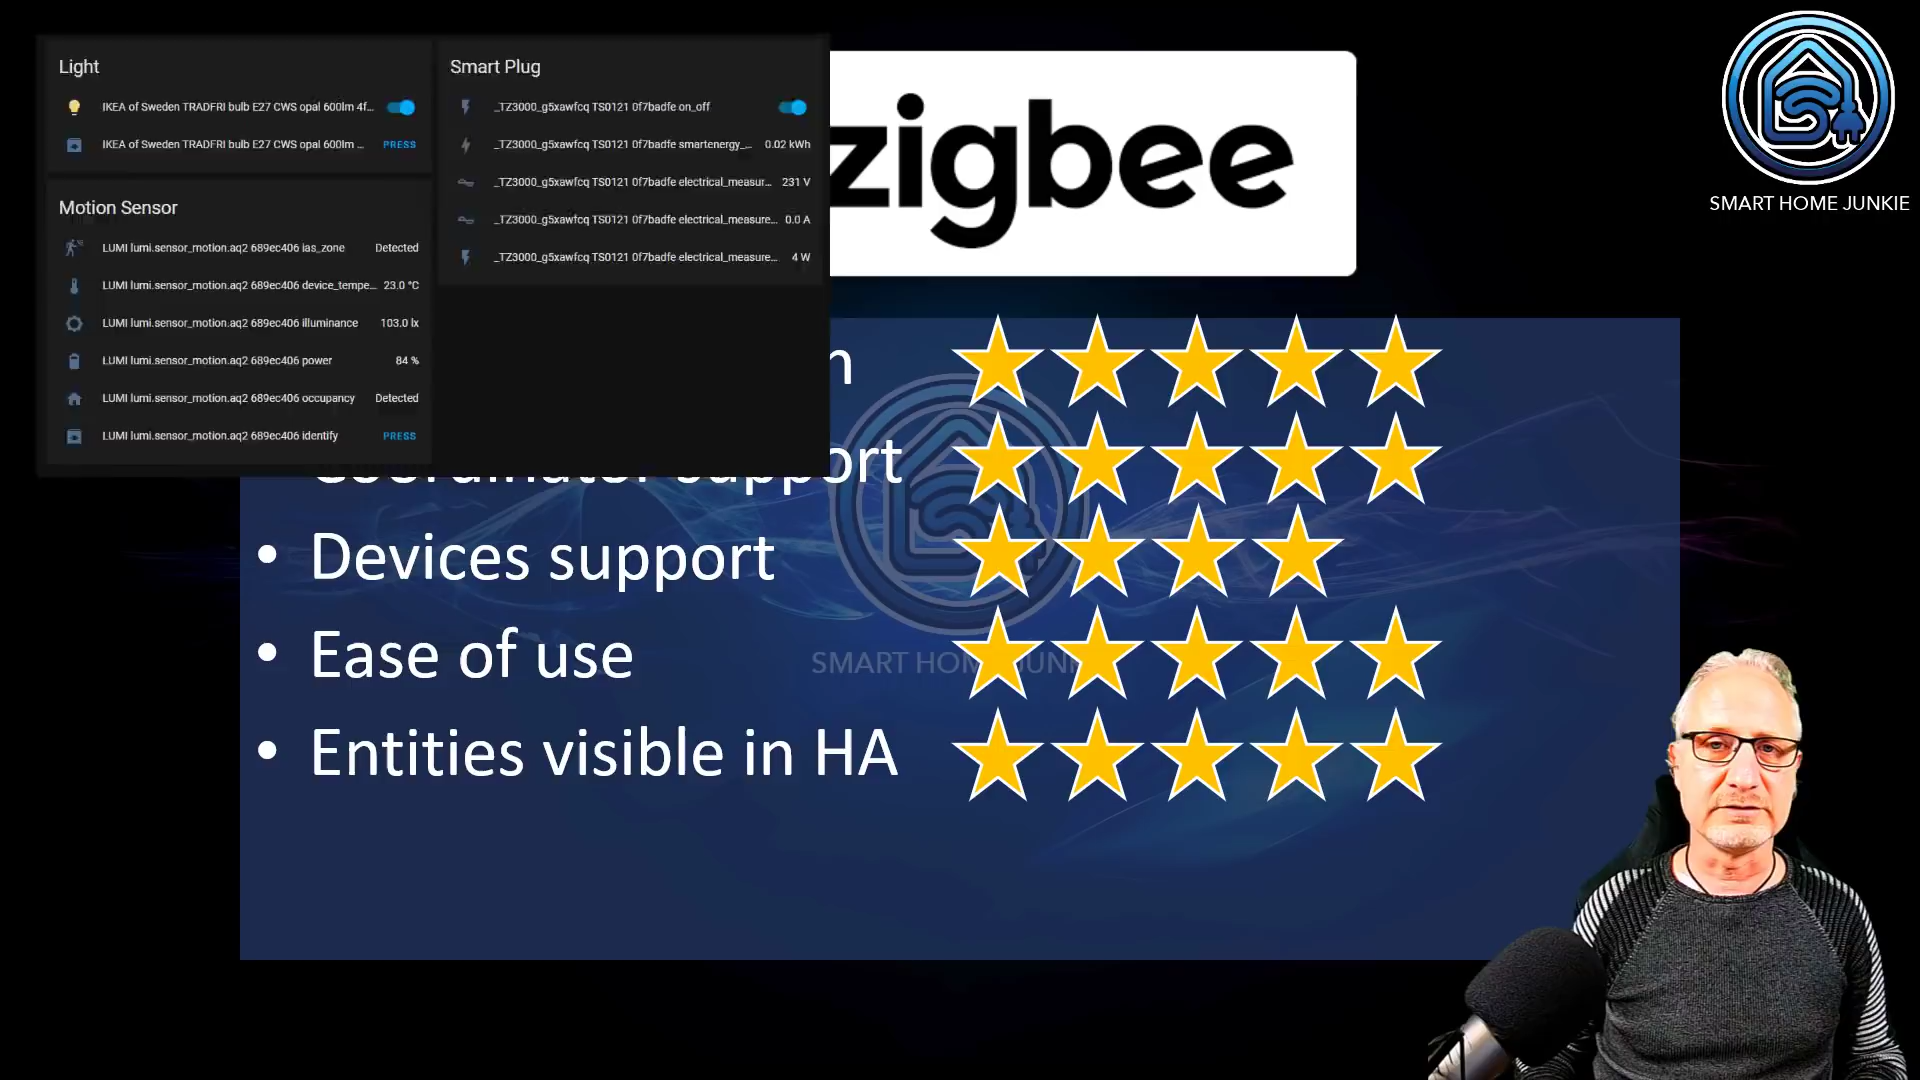 Light
IKEA of Sweden TRADFRI bulb E27 CWS opal 600lm 4f...
IKEA of Sweden TRADFRI bulb E27 CWS opal 600lm ... PRESS
Motion Sensor
LUMI lumi.sensor_motion.aq2 689ec406 ias_zone Detected
LUMI lumi.sensor_motion.aq2 689ec406 device_tempe... 23.0 °C
LUMI lumi.sensor_motion.aq2 689ec406 illuminance 103.0 lx
LUMI lumi.sensor_motion.aq2 689ec406 power 84 %
LUMI lumi.sensor_motion.aq2 689ec406 occupancy Detected
LUMI lumi.sensor_motion.aq2 689ec406 identify PRESS
Smart Plug
_TZ3000_g5xawfcq TS0121 0f7badfe on_off
_TZ3000_g5xawfcq TS0121 0f7badfe smartenergy_... 0.02 kWh
_TZ3000_g5xawfcq TS0121 0f7badfe electrical_measur... 231 V
_TZ3000_g5xawfcq TS0121 0f7badfe electrical_measure... 0.0 A
_TZ3000_g5xawfcq TS0121 0f7badfe electrical_measure... 4 W
zigbee
SMART HOME JUNKIE
Coordinator support
• Devices support
• Ease of use
• Entities visible in HA
SMART HOME JUNK